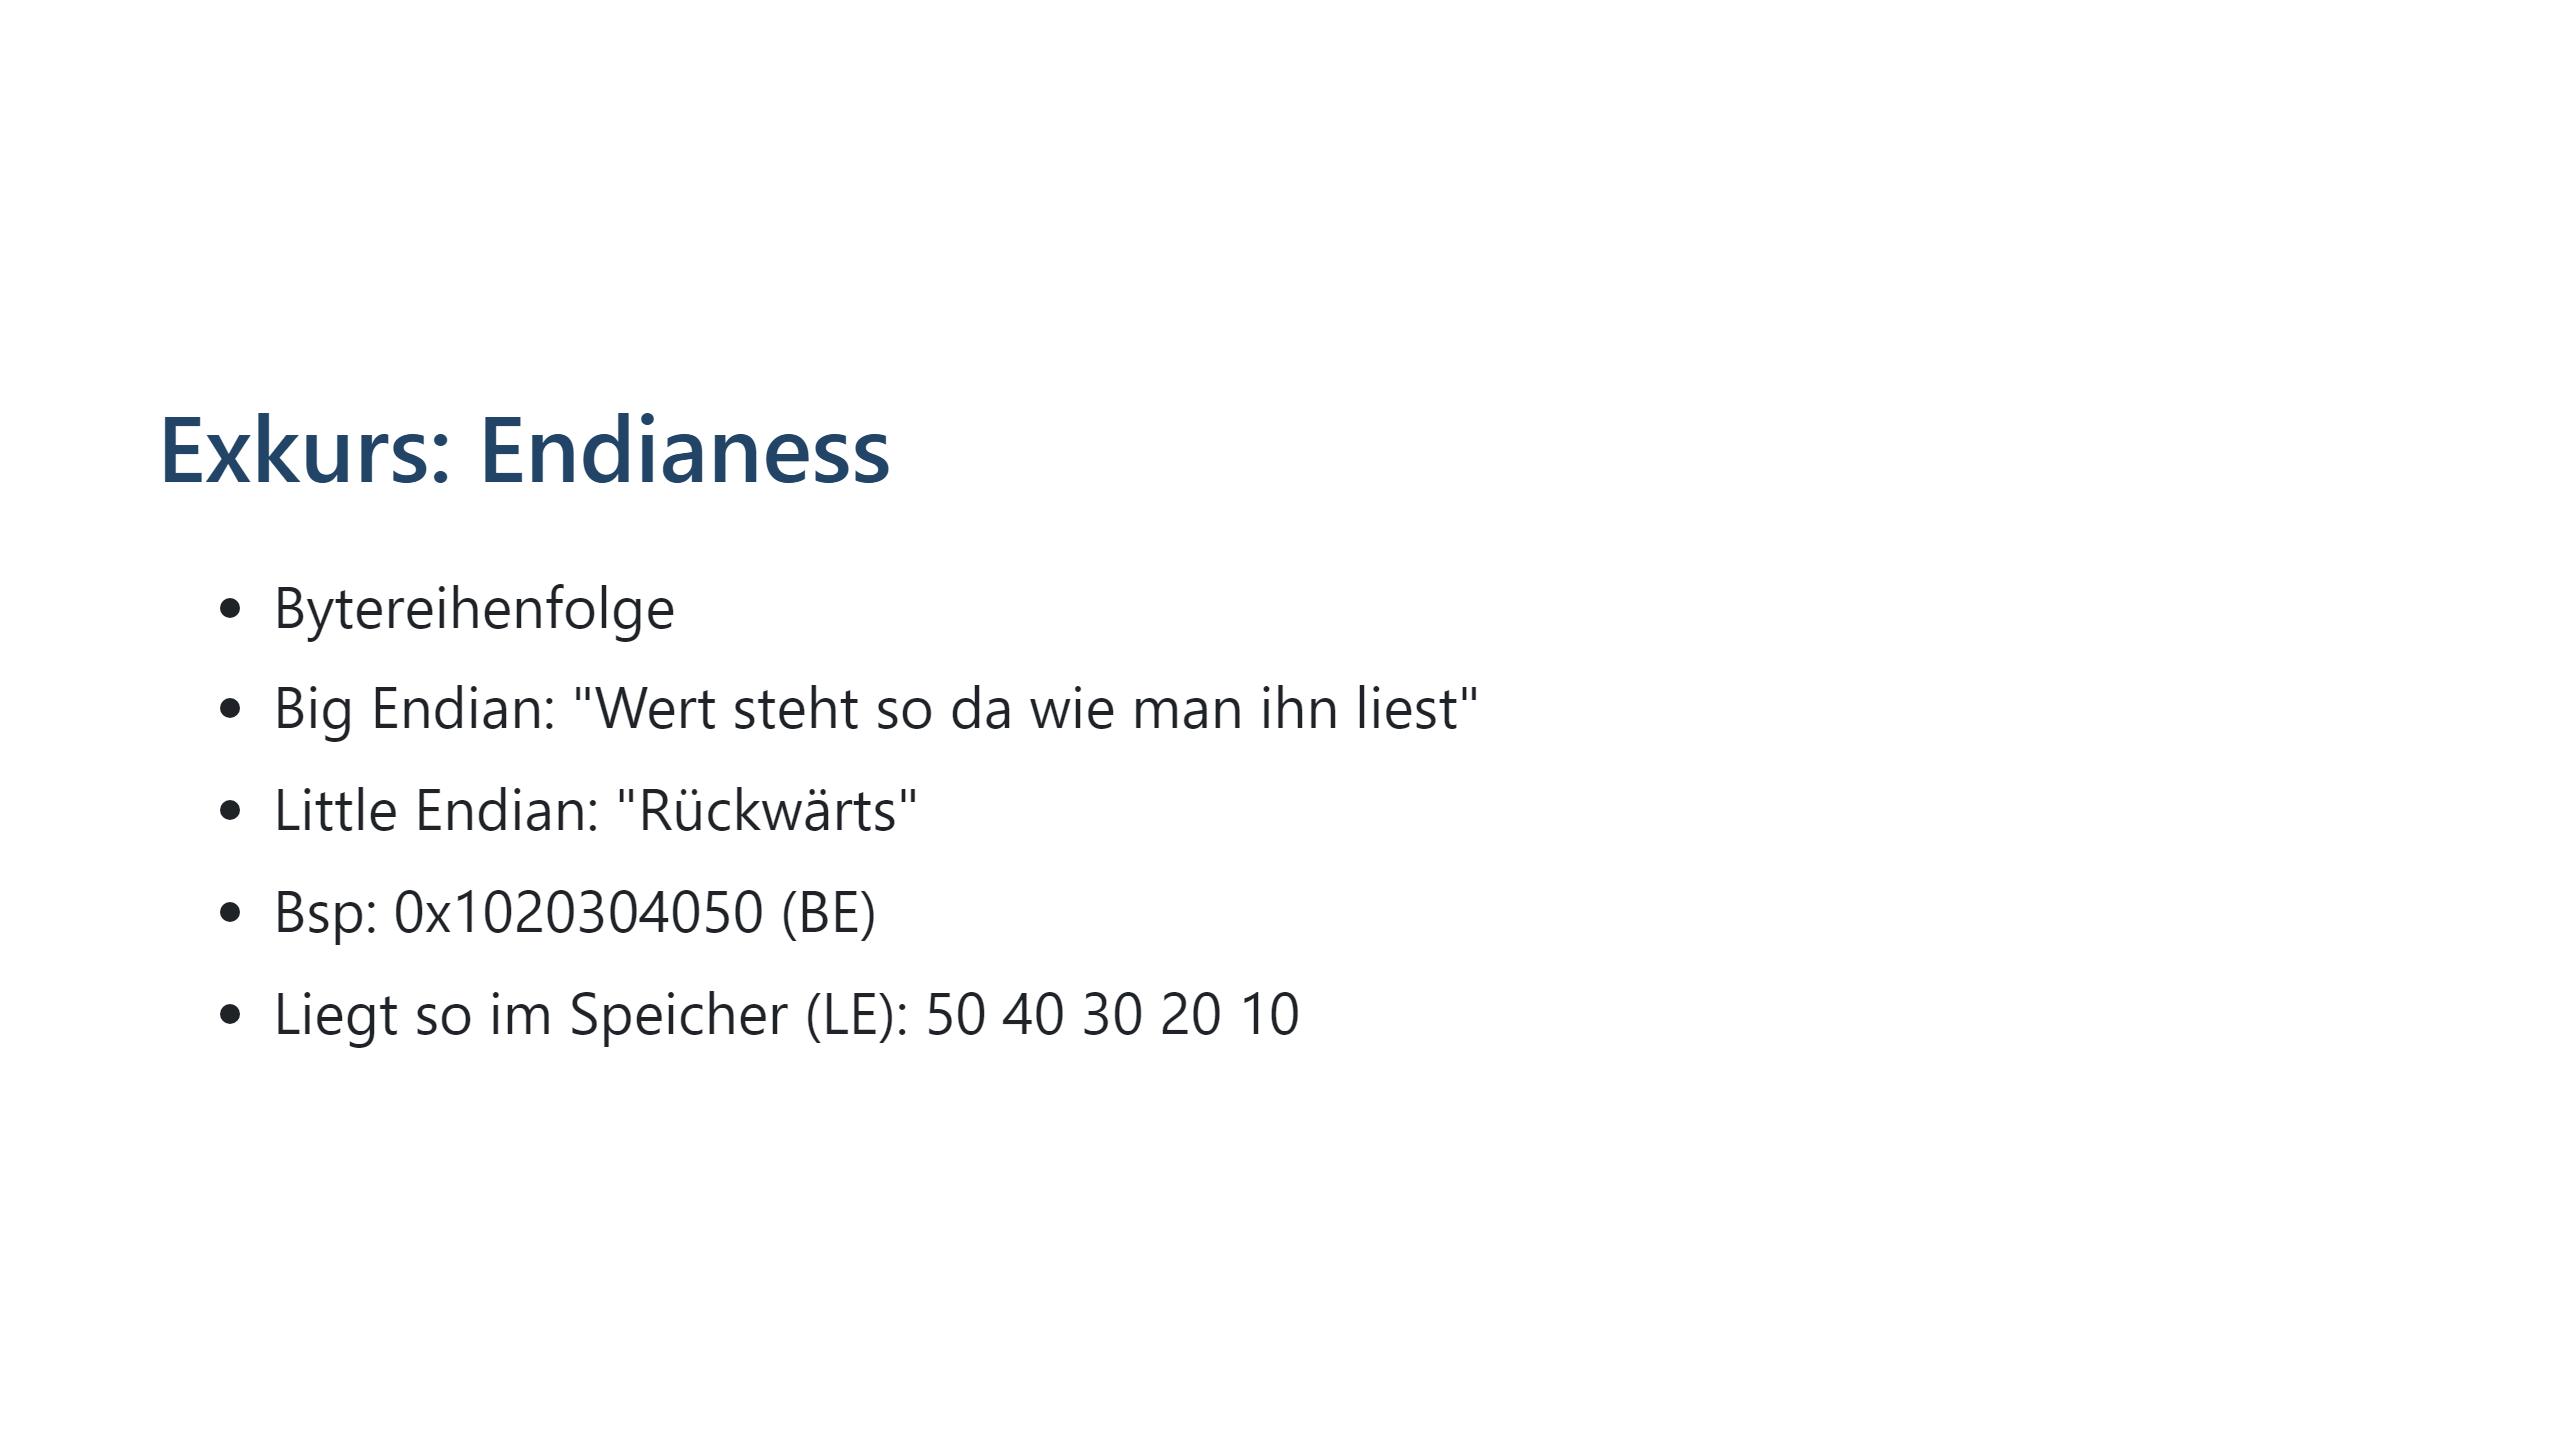 Exkurs: Endianess
• Bytereihenfolge
• Big Endian: "Wert steht so da wie man ihn liest"
• Little Endian: "Rückwärts"
• Bsp: 0x1020304050 (BE)
• Liegt so im Speicher (LE): 50 40 30 20 10